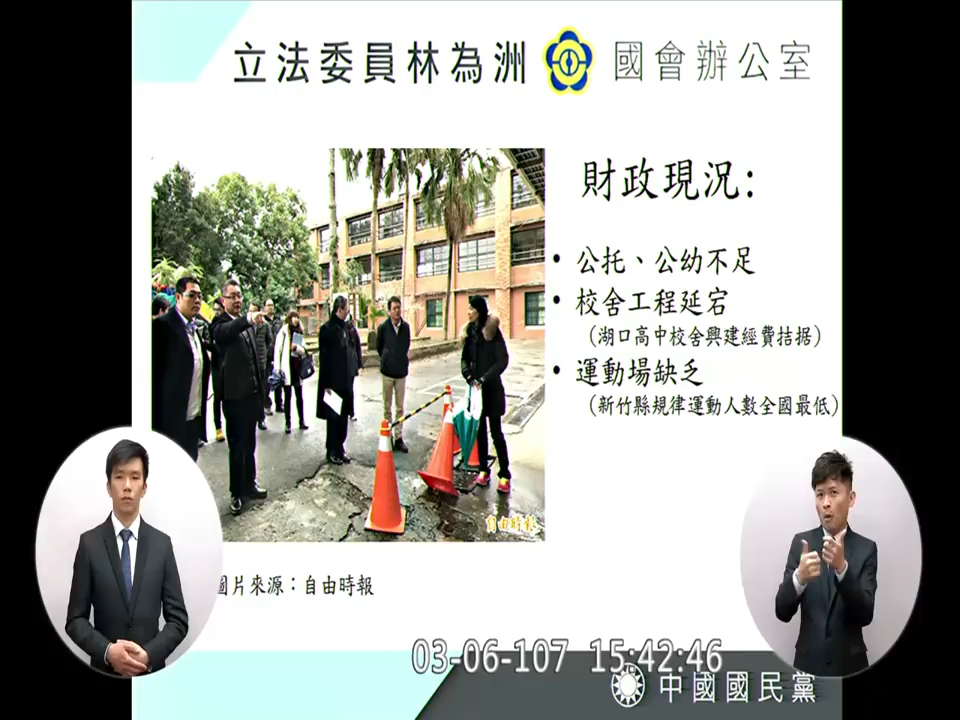 立法委員林為洲 國會辦公室
財政現況:
• 公托、公幼不足
• 校舍工程延宕
(湖口高中校舍興建經費拮据)
• 運動場缺乏
(新竹縣規律運動人數全國最低)
自由時報
圖片來源：自由時報
03-06-107 15:42:46
中國國民黨